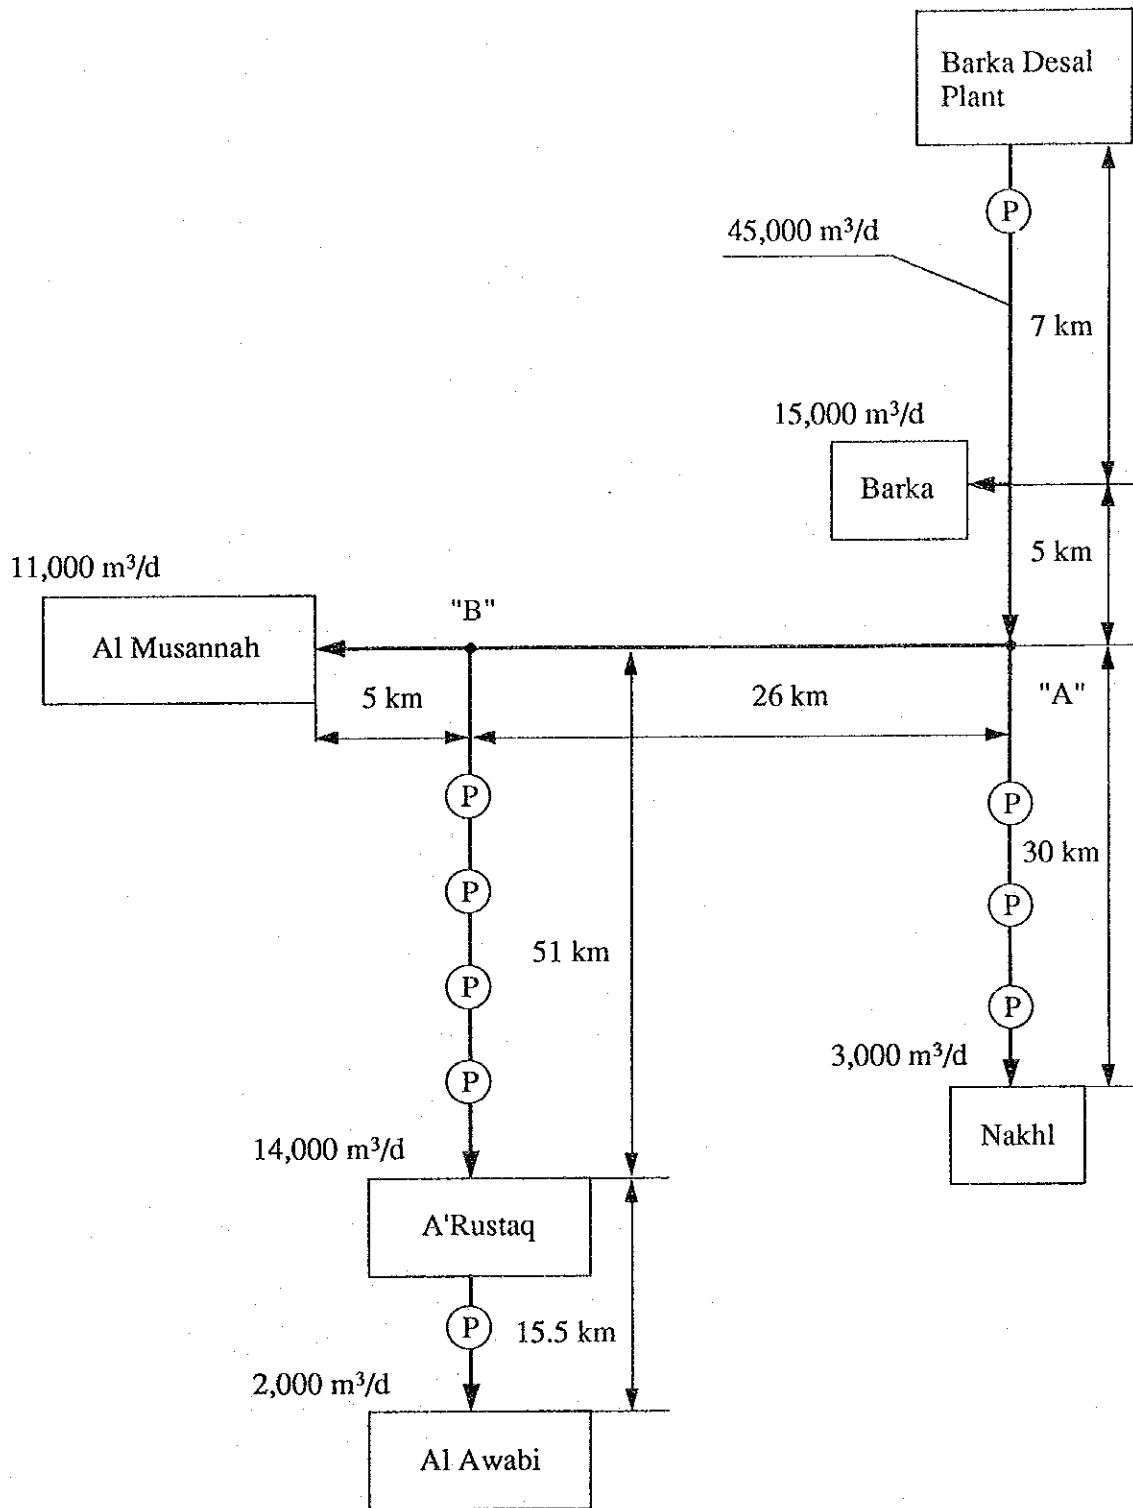 Barka Desal
Plant
P
45,000 m³/d
7 km
15,000 m³/d
Barka
5 km
11,000 m³/d
Al Musannah
"B"
"A"
5 km
26 km
P
P
30 km
P
P
51 km
P
P
P
3,000 m³/d
Nakhl
14,000 m³/d
A'Rustaq
P
15.5 km
2,000 m³/d
Al Awabi